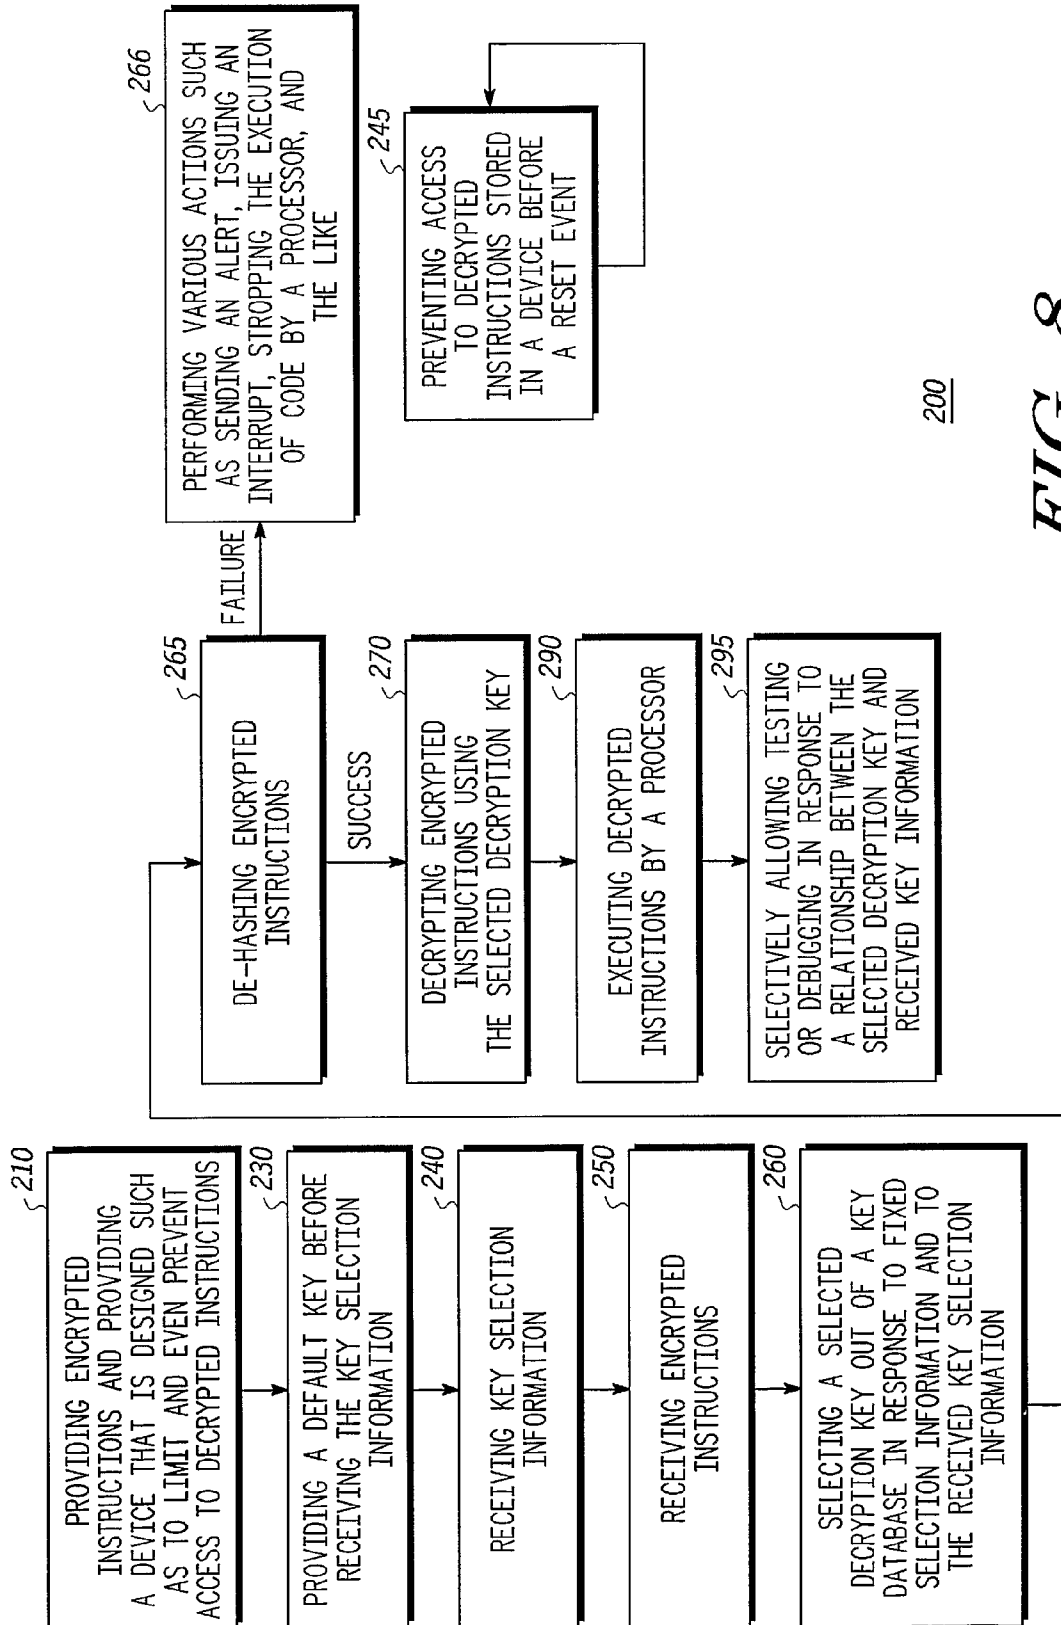 210
PROVIDING ENCRYPTED
INSTRUCTIONS AND PROVIDING
A DEVICE THAT IS DESIGNED SUCH
AS TO LIMIT AND EVEN PREVENT
ACCESS TO DECRYPTED INSTRUCTIONS
230
PROVIDING A DEFAULT KEY BEFORE
RECEIVING THE KEY SELECTION
INFORMATION
240
RECEIVING KEY SELECTION
INFORMATION
250
RECEIVING ENCRYPTED
INSTRUCTIONS
260
SELECTING A SELECTED
DECRYPTION KEY OUT OF A KEY
DATABASE IN RESPONSE TO FIXED
SELECTION INFORMATION AND TO
THE RECEIVED KEY SELECTION
INFORMATION
265
DE-HASHING ENCRYPTED
INSTRUCTIONS
FAILURE
SUCCESS
270
DECRYPTING ENCRYPTED
INSTRUCTIONS USING
THE SELECTED DECRYPTION KEY
290
EXECUTING DECRYPTED
INSTRUCTIONS BY A PROCESSOR
295
SELECTIVELY ALLOWING TESTING
OR DEBUGGING IN RESPONSE TO
A RELATIONSHIP BETWEEN THE
SELECTED DECRYPTION KEY AND
RECEIVED KEY INFORMATION
266
PERFORMING VARIOUS ACTIONS SUCH
AS SENDING AN ALERT, ISSUING AN
INTERRUPT, STROPPING THE EXECUTION
OF CODE BY A PROCESSOR, AND
THE LIKE
245
PREVENTING ACCESS
TO DECRYPTED
INSTRUCTIONS STORED
IN A DEVICE BEFORE
A RESET EVENT
200
FIG. 8